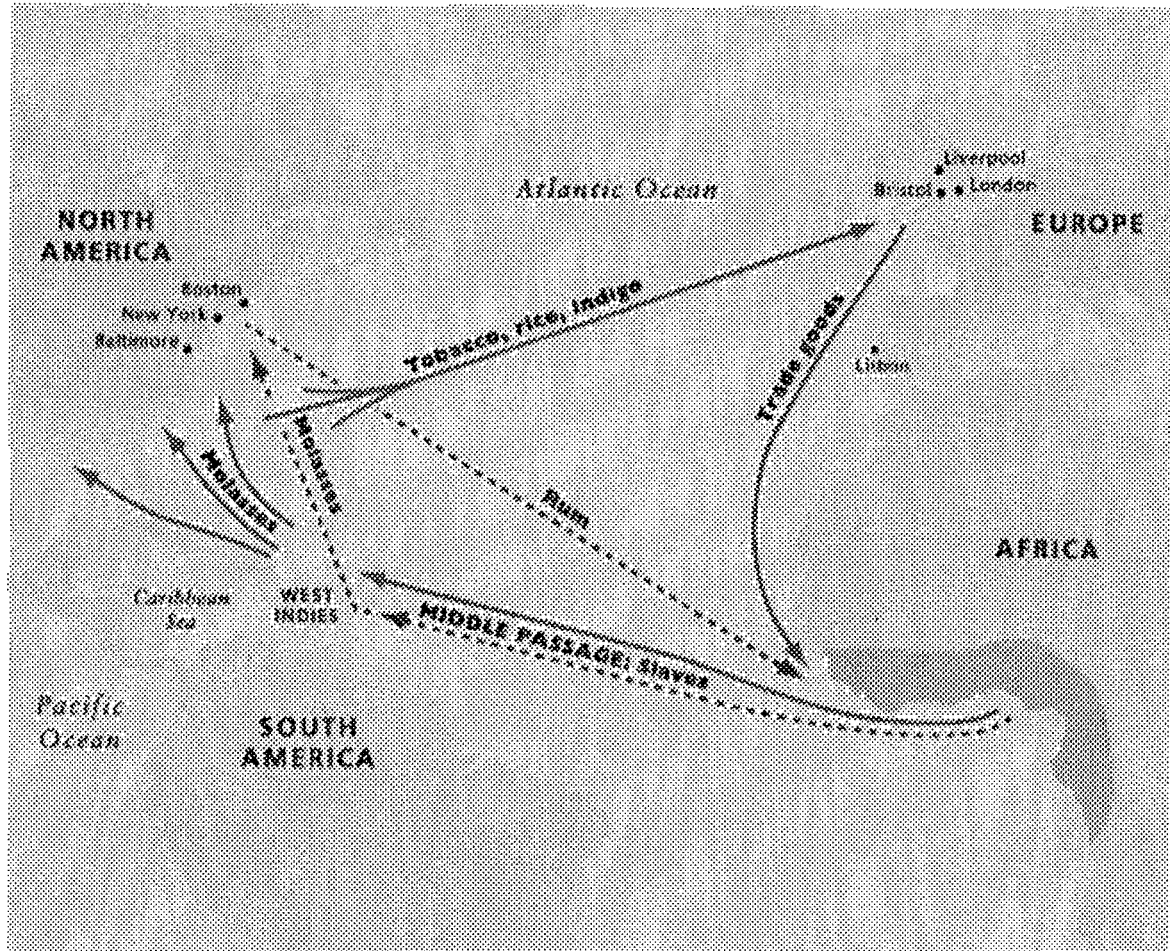 Liverpool
Bristol
London
Atlantic Ocean
NORTH
AMERICA
EUROPE
Boston
New York
Baltimore
Tobacco, rice, indigo
Trade goods
Lisbon
Molasses
Molasses
Rum
AFRICA
Caribbean
Sea
WEST
INDIES
MIDDLE PASSAGE: slaves
Pacific
Ocean
SOUTH
AMERICA